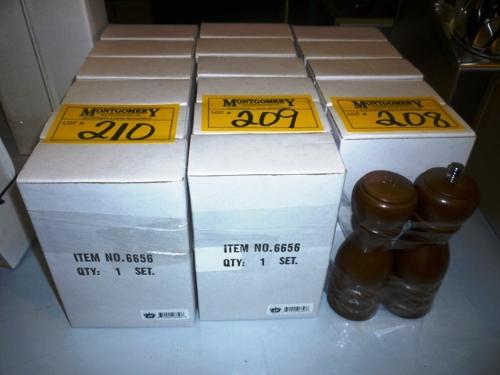 MONTGOMERY
LOT # 210
MONTGOMERY
LOT # 209
MONTGOMERY
LOT # 208
ITEM NO.6656
QTY: 1 SET.
ITEM NO.6656
QTY: 1 SET.